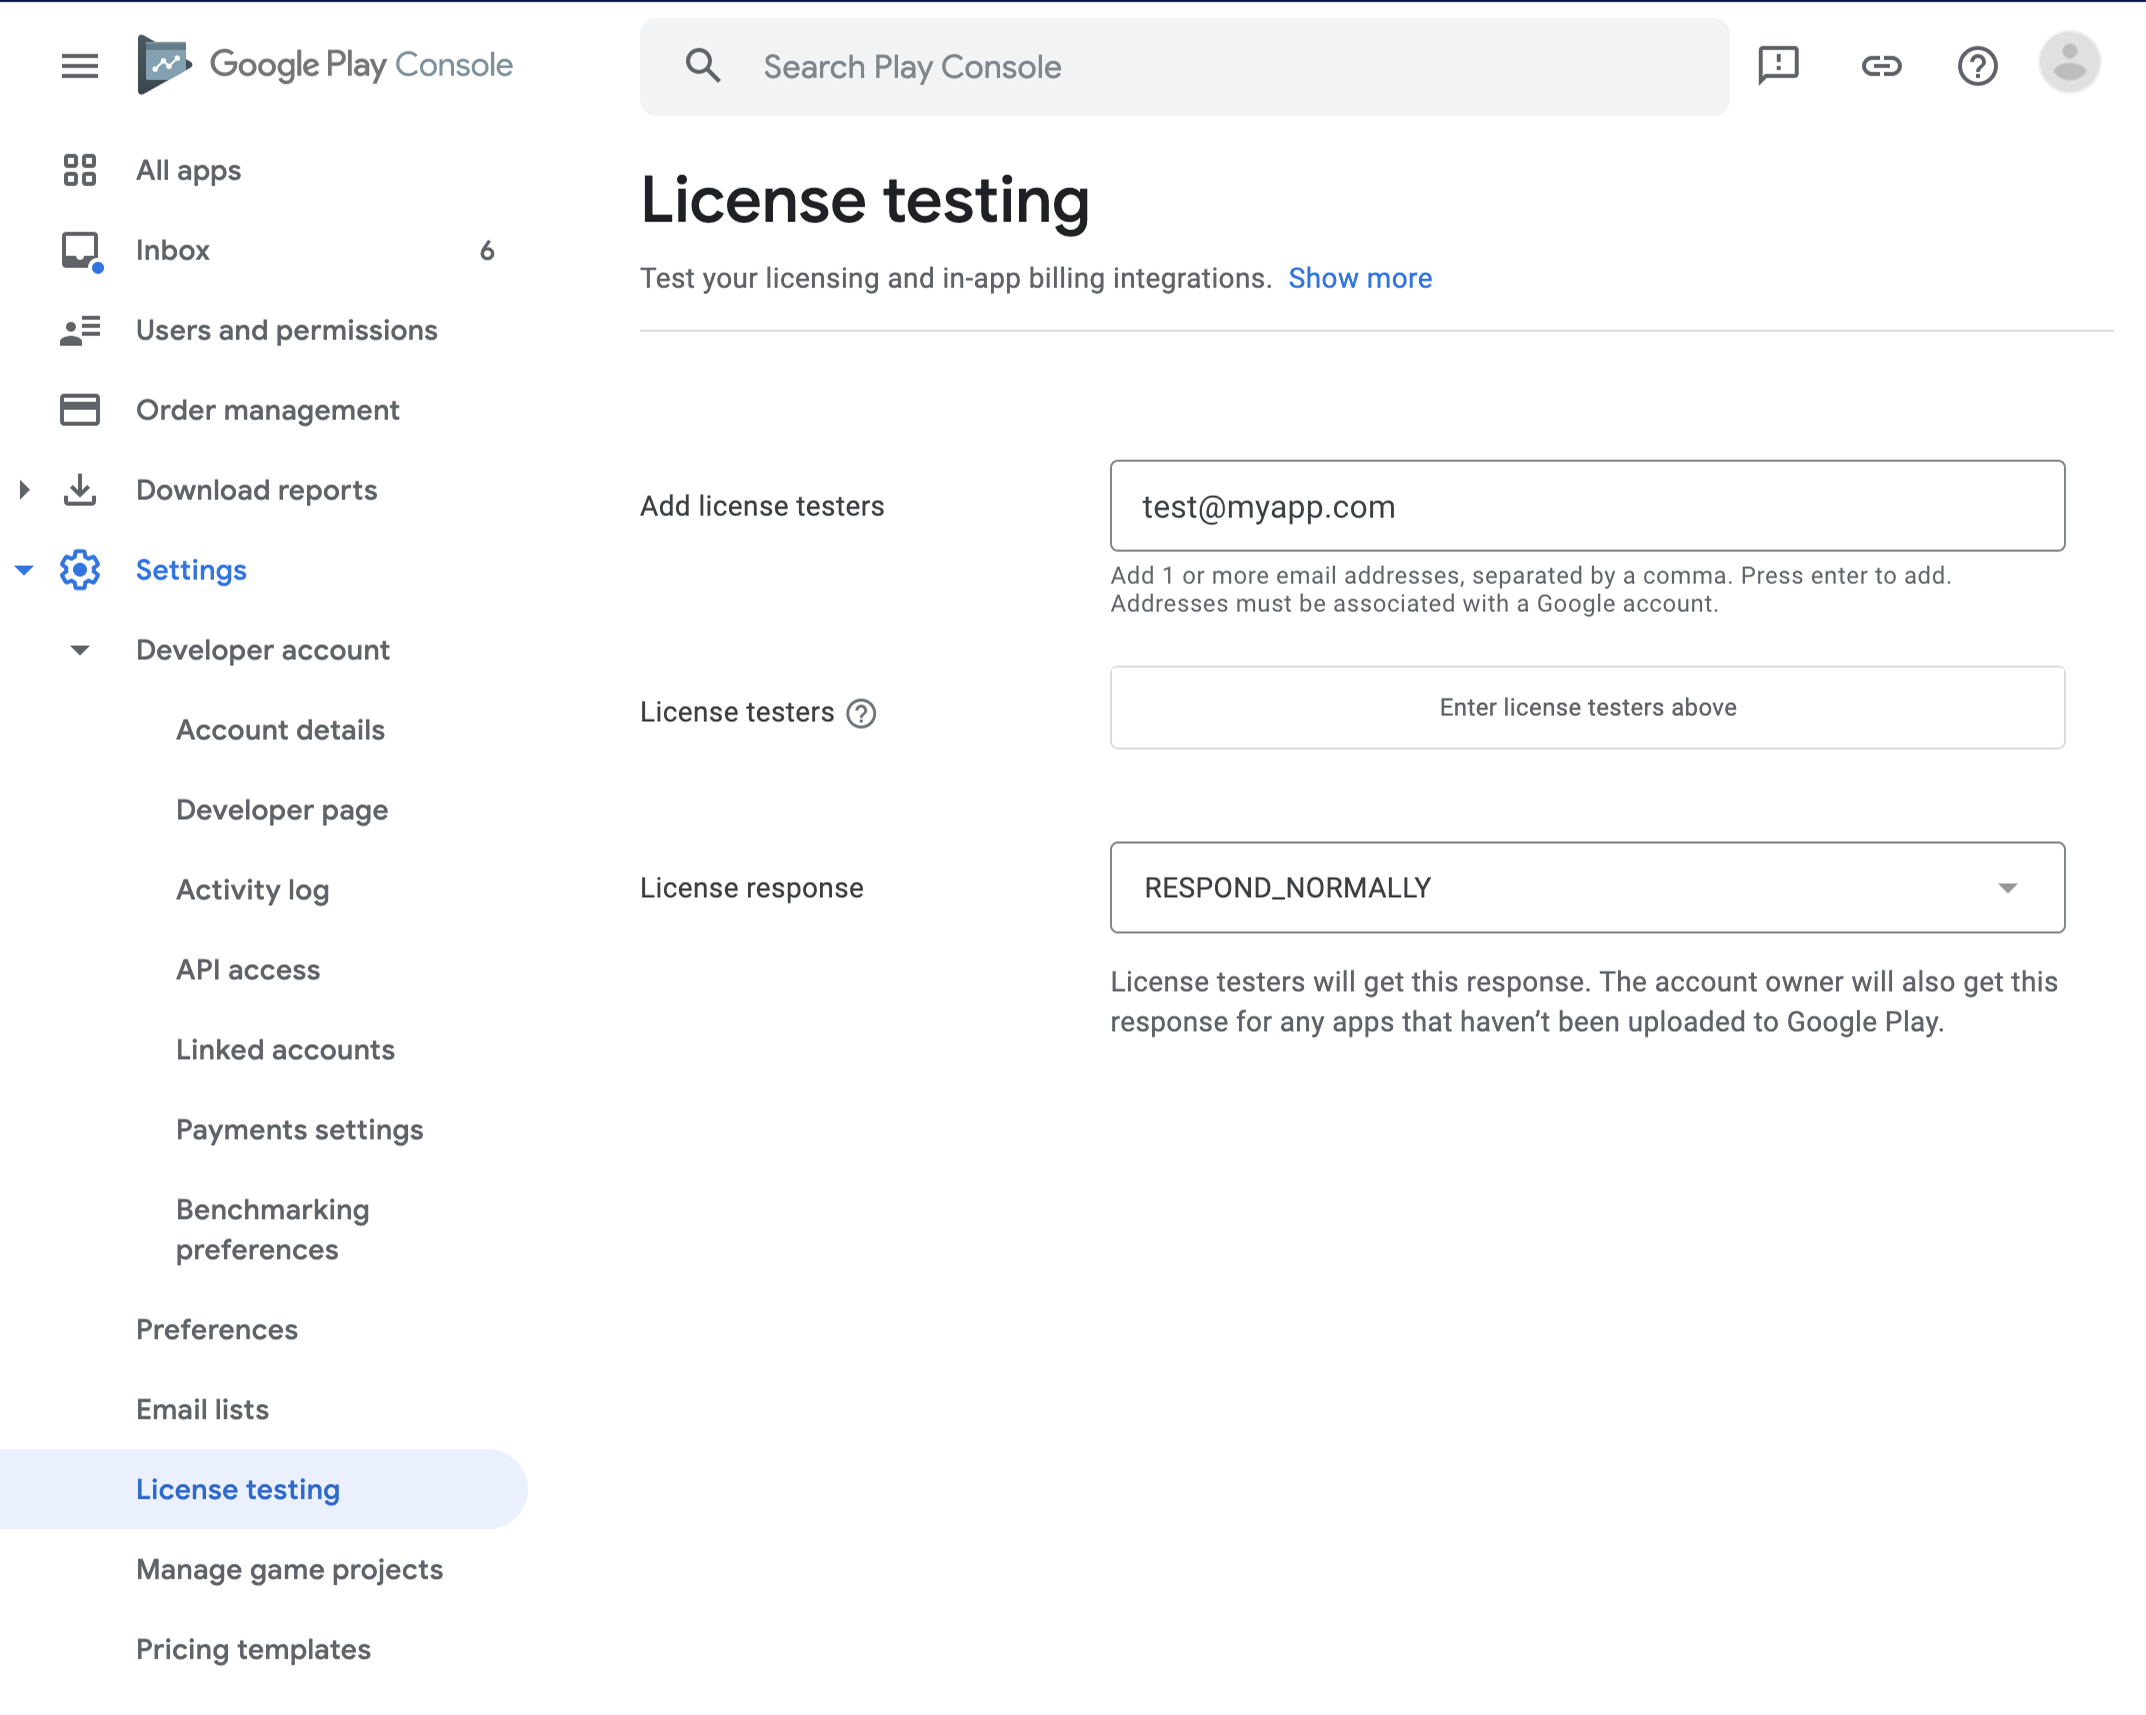 Google Play Console
Search Play Console
All apps
Inbox 6
Users and permissions
Order management
Download reports
Settings
Developer account
Account details
Developer page
Activity log
API access
Linked accounts
Payments settings
Benchmarking
preferences
Preferences
Email lists
License testing
Manage game projects
Pricing templates
License testing
Test your licensing and in-app billing integrations. Show more
Add license testers
test@myapp.com
Add 1 or more email addresses, separated by a comma. Press enter to add.
Addresses must be associated with a Google account.
License testers
Enter license testers above
License response
RESPOND_NORMALLY
License testers will get this response. The account owner will also get this
response for any apps that haven’t been uploaded to Google Play.